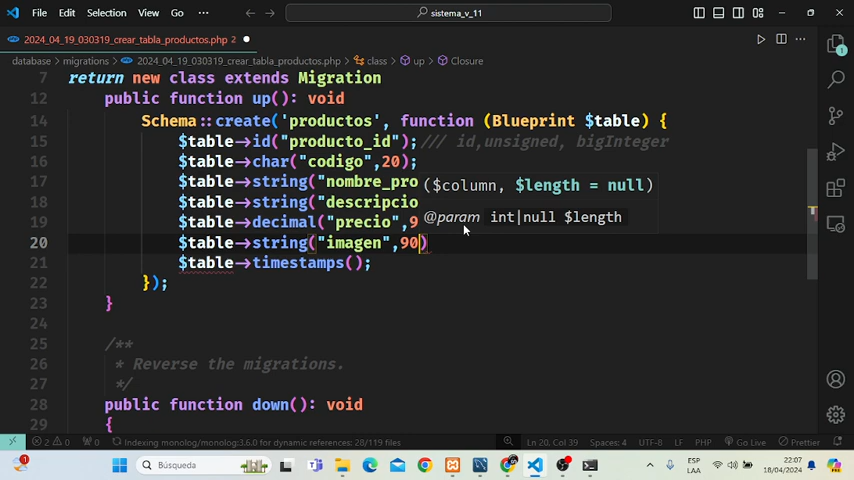 File Edit Selection View Go ··· sistema_v_11
2024_04_19_030319_crear_tabla_productos.php 2
database > migrations > 2024_04_19_030319_crear_tabla_productos.php > class > up > Closure
7 return new class extends Migration
12 public function up(): void
14 Schema::create('productos', function (Blueprint $table) {
15 $table->id("producto_id");/// id,unsigned, bigInteger
16 $table->char("codigo",20);
17 $table->string("nombre_pro
($column, $length = null)
18 $table->string("descripcio
19 $table->decimal("precio",9
@param int|null $length
20 $table->string("imagen",90)
21 $table->timestamps();
22 });
23 }
24
25 /**
26 * Reverse the migrations.
27 */
28 public function down(): void
29 {
2 0 0 Indexing monolog/monolog:3.6.0 for dynamic references: 28/119 files Ln 20, Col 39 Spaces: 4 UTF-8 LF PHP Go Live Prettier
1 Búsqueda ESP LAA 22:07 18/04/2024